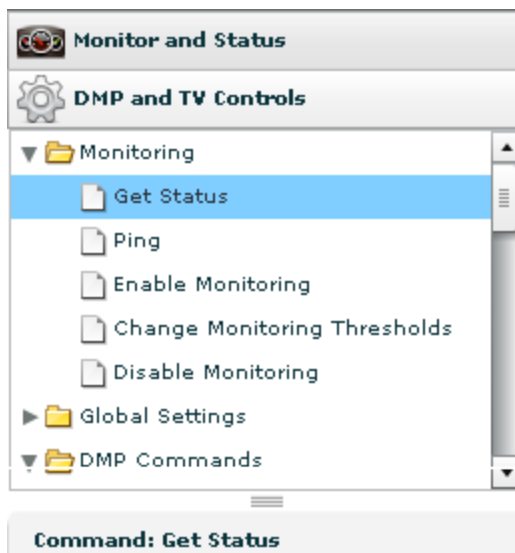 Monitor and Status
DMP and TV Controls
Monitoring
Get Status
Ping
Enable Monitoring
Change Monitoring Thresholds
Disable Monitoring
Global Settings
DMP Commands
Command: Get Status